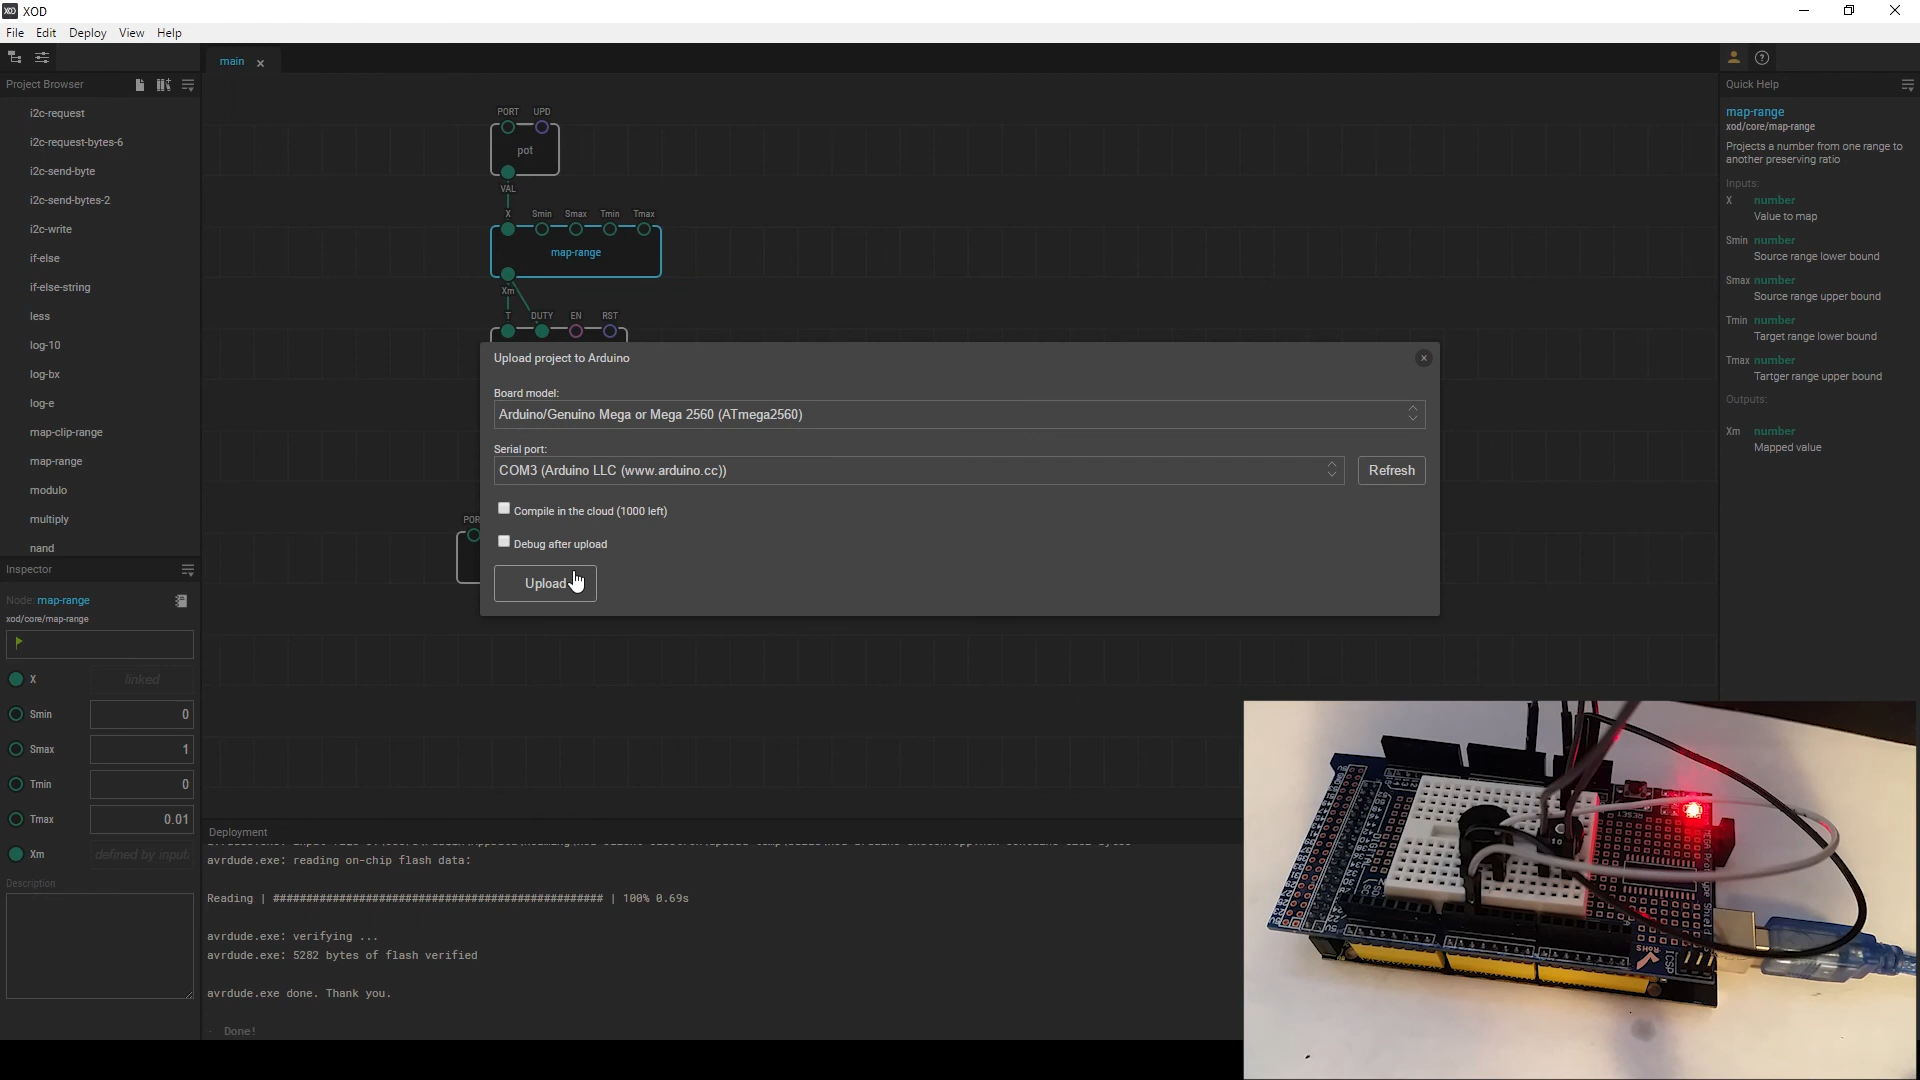 XOD
File Edit Deploy View Help
main
Project Browser
i2c-request
i2c-request-bytes-6
i2c-send-byte
i2c-send-bytes-2
i2c-write
if-else
if-else-string
less
log-10
log-bx
log-e
map-clip-range
map-range
modulo
multiply
nand
Inspector
Node: map-range
xod/core/map-range
X linked
Smin 0
Smax 1
Tmin 0
Tmax 0.01
Xm defined by input
Description
PORT UPD
pot
VAL
X Smin Smax Tmin Tmax
map-range
Xm
T DUTY EN RST
POR
Upload project to Arduino
Board model:
Arduino/Genuino Mega or Mega 2560 (ATmega2560)
Serial port:
COM3 (Arduino LLC (www.arduino.cc))
Refresh
Compile in the cloud (1000 left)
Debug after upload
Upload
Deployment
avrdude.exe: reading on-chip flash data:
Reading | ################################################## | 100% 0.69s
avrdude.exe: verifying ...
avrdude.exe: 5282 bytes of flash verified
avrdude.exe done. Thank you.
Done!
Quick Help
map-range
xod/core/map-range
Projects a number from one range to
another preserving ratio
Inputs:
X number
Value to map
Smin number
Source range lower bound
Smax number
Source range upper bound
Tmin number
Target range lower bound
Tmax number
Tartger range upper bound
Outputs:
Xm number
Mapped value
RESET
RoHS
ICSP